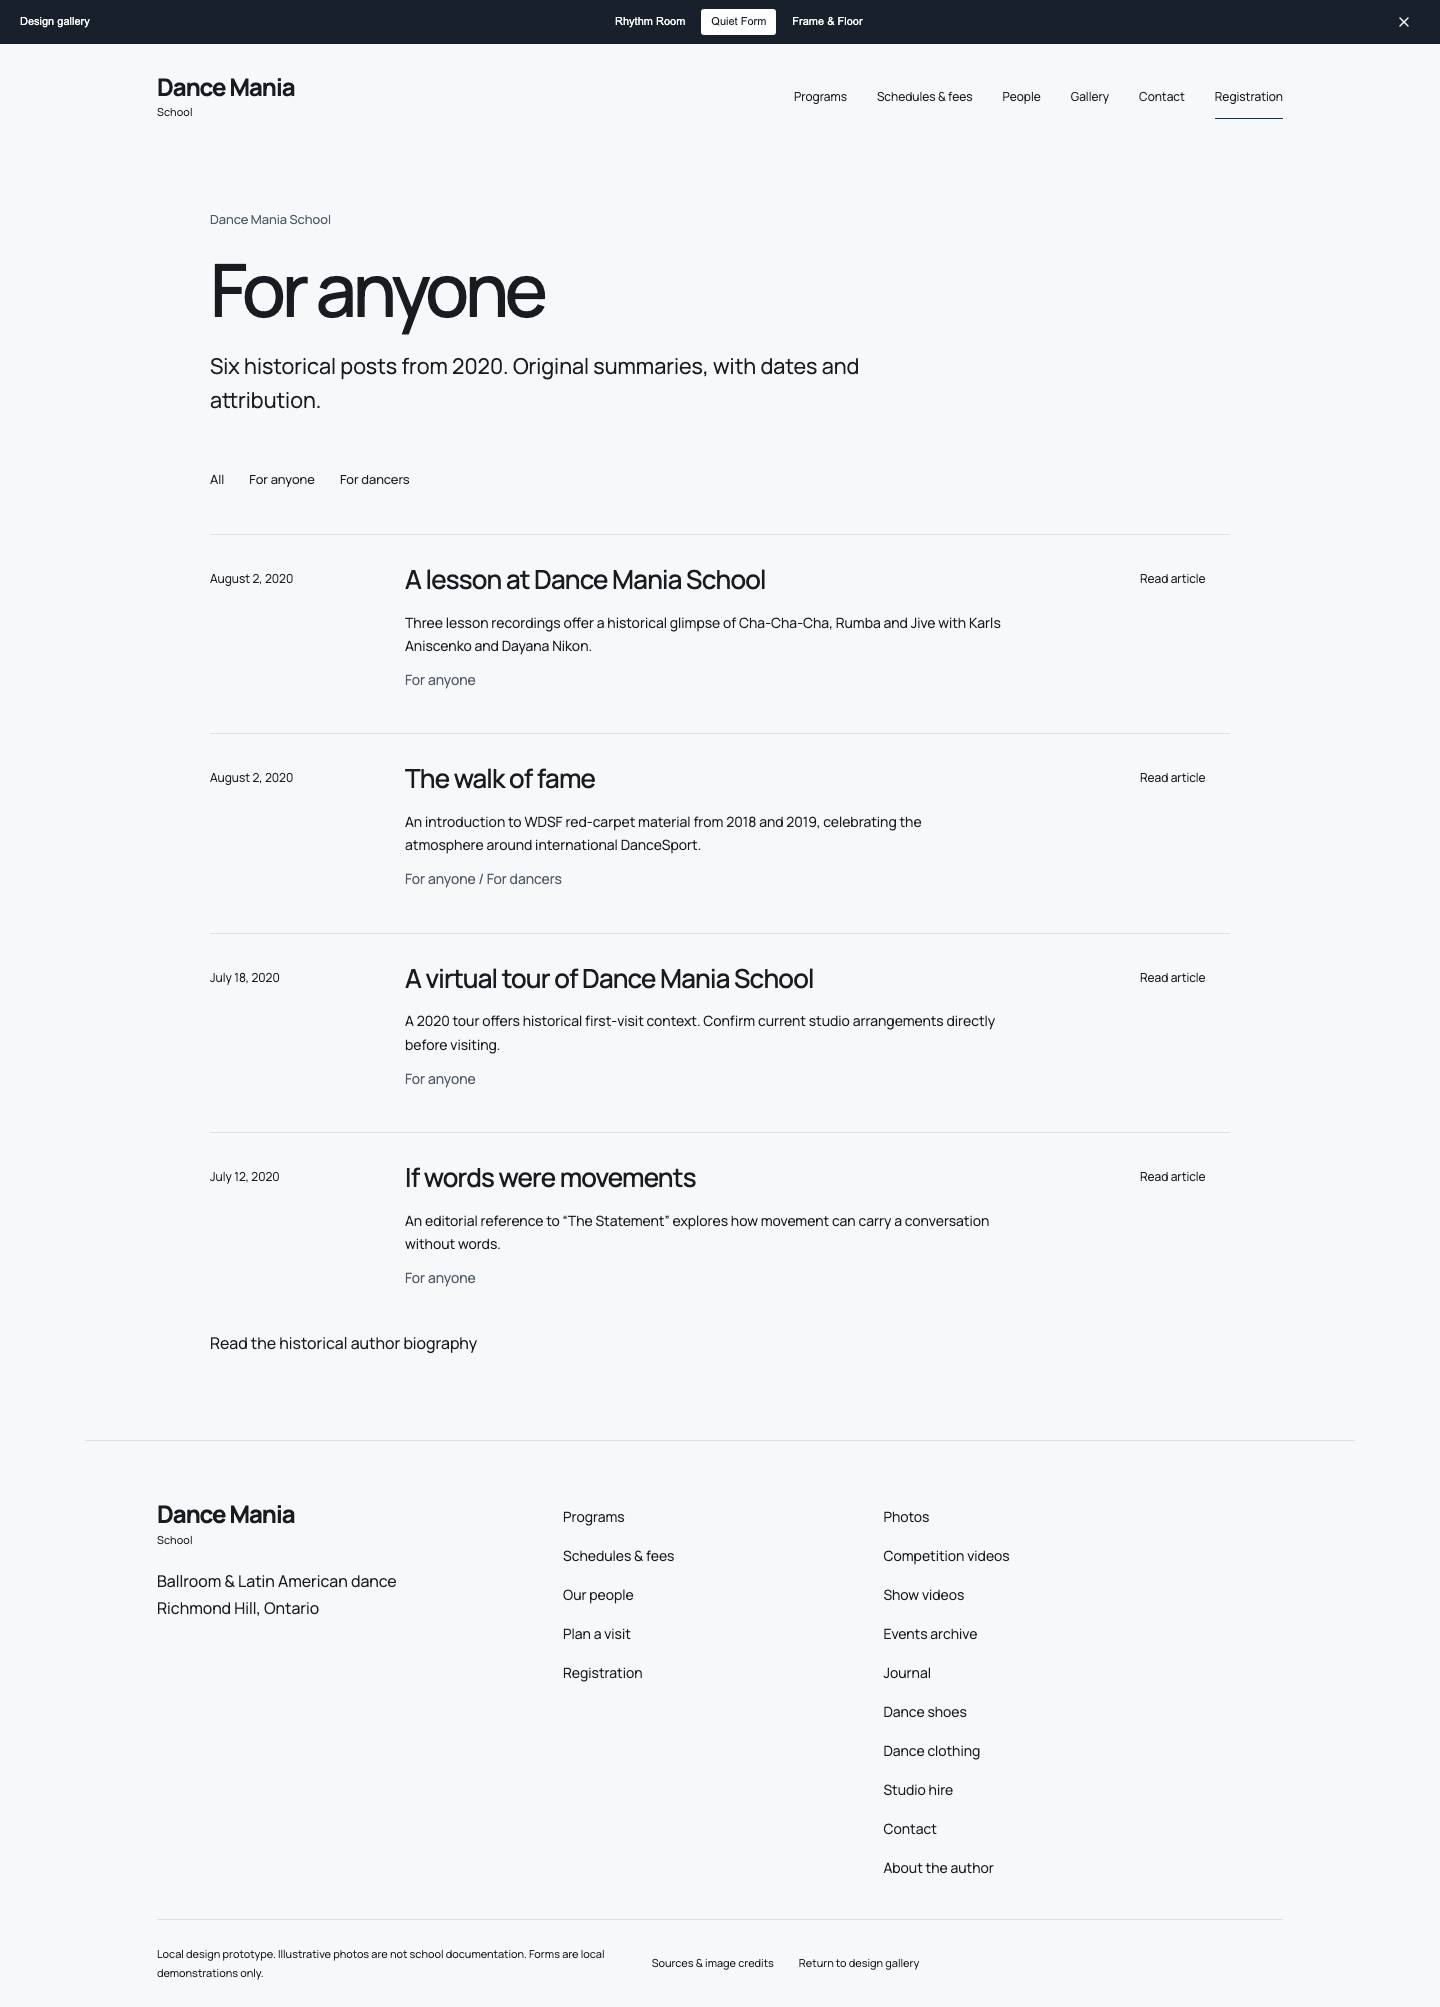 Design gallery
Rhythm Room
Quiet Form
Frame & Floor
Dance Mania
School
Programs
Schedules & fees
People
Gallery
Contact
Registration
Dance Mania School
For anyone
Six historical posts from 2020. Original summaries, with dates and
attribution.
All
For anyone
For dancers
August 2, 2020
A lesson at Dance Mania School
Read article
Three lesson recordings offer a historical glimpse of Cha-Cha-Cha, Rumba and Jive with Karls
Aniscenko and Dayana Nikon.
For anyone
August 2, 2020
The walk of fame
Read article
An introduction to WDSF red-carpet material from 2018 and 2019, celebrating the
atmosphere around international DanceSport.
For anyone / For dancers
July 18, 2020
A virtual tour of Dance Mania School
Read article
A 2020 tour offers historical first-visit context. Confirm current studio arrangements directly
before visiting.
For anyone
July 12, 2020
If words were movements
Read article
An editorial reference to “The Statement” explores how movement can carry a conversation
without words.
For anyone
Read the historical author biography
Dance Mania
School
Ballroom & Latin American dance
Richmond Hill, Ontario
Programs
Schedules & fees
Our people
Plan a visit
Registration
Photos
Competition videos
Show videos
Events archive
Journal
Dance shoes
Dance clothing
Studio hire
Contact
About the author
Local design prototype. Illustrative photos are not school documentation. Forms are local
demonstrations only.
Sources & image credits
Return to design gallery